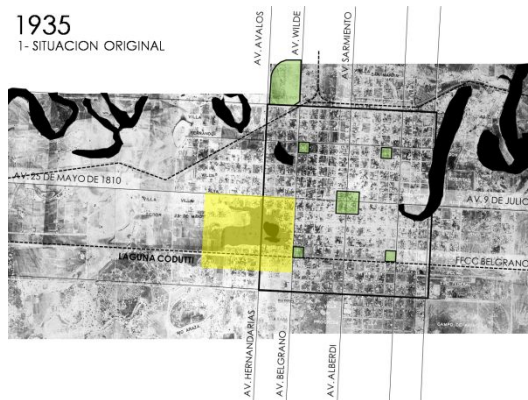 1935
1- SITUACION ORIGINAL
AV. AVALOS
AV. WILDE
AV. SARMIENTO
AV. 25 DE MAYO DE 1810
AV. 9 DE JULIO
LAGUNA CODUTTI
FFCC BELGRANO
AV. HERNANDARIAS
AV. BELGRANO
AV. ALBERDI